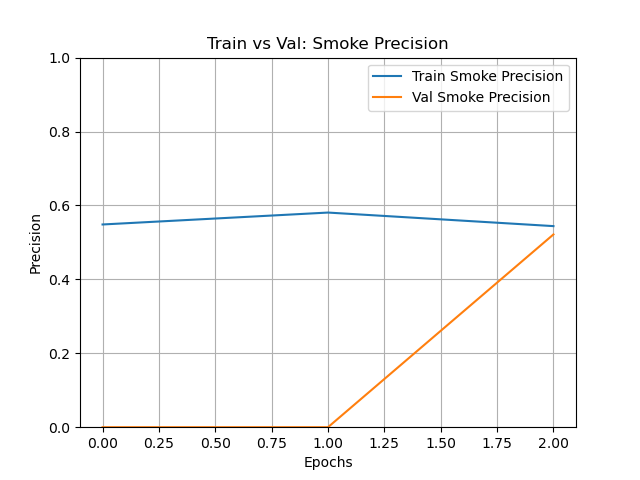 Train vs Val: Smoke Precision
1.0
0.8
0.6
0.4
0.2
0.0
Precision
Train Smoke Precision
Val Smoke Precision
0.00 0.25 0.50 0.75 1.00 1.25 1.50 1.75 2.00
Epochs